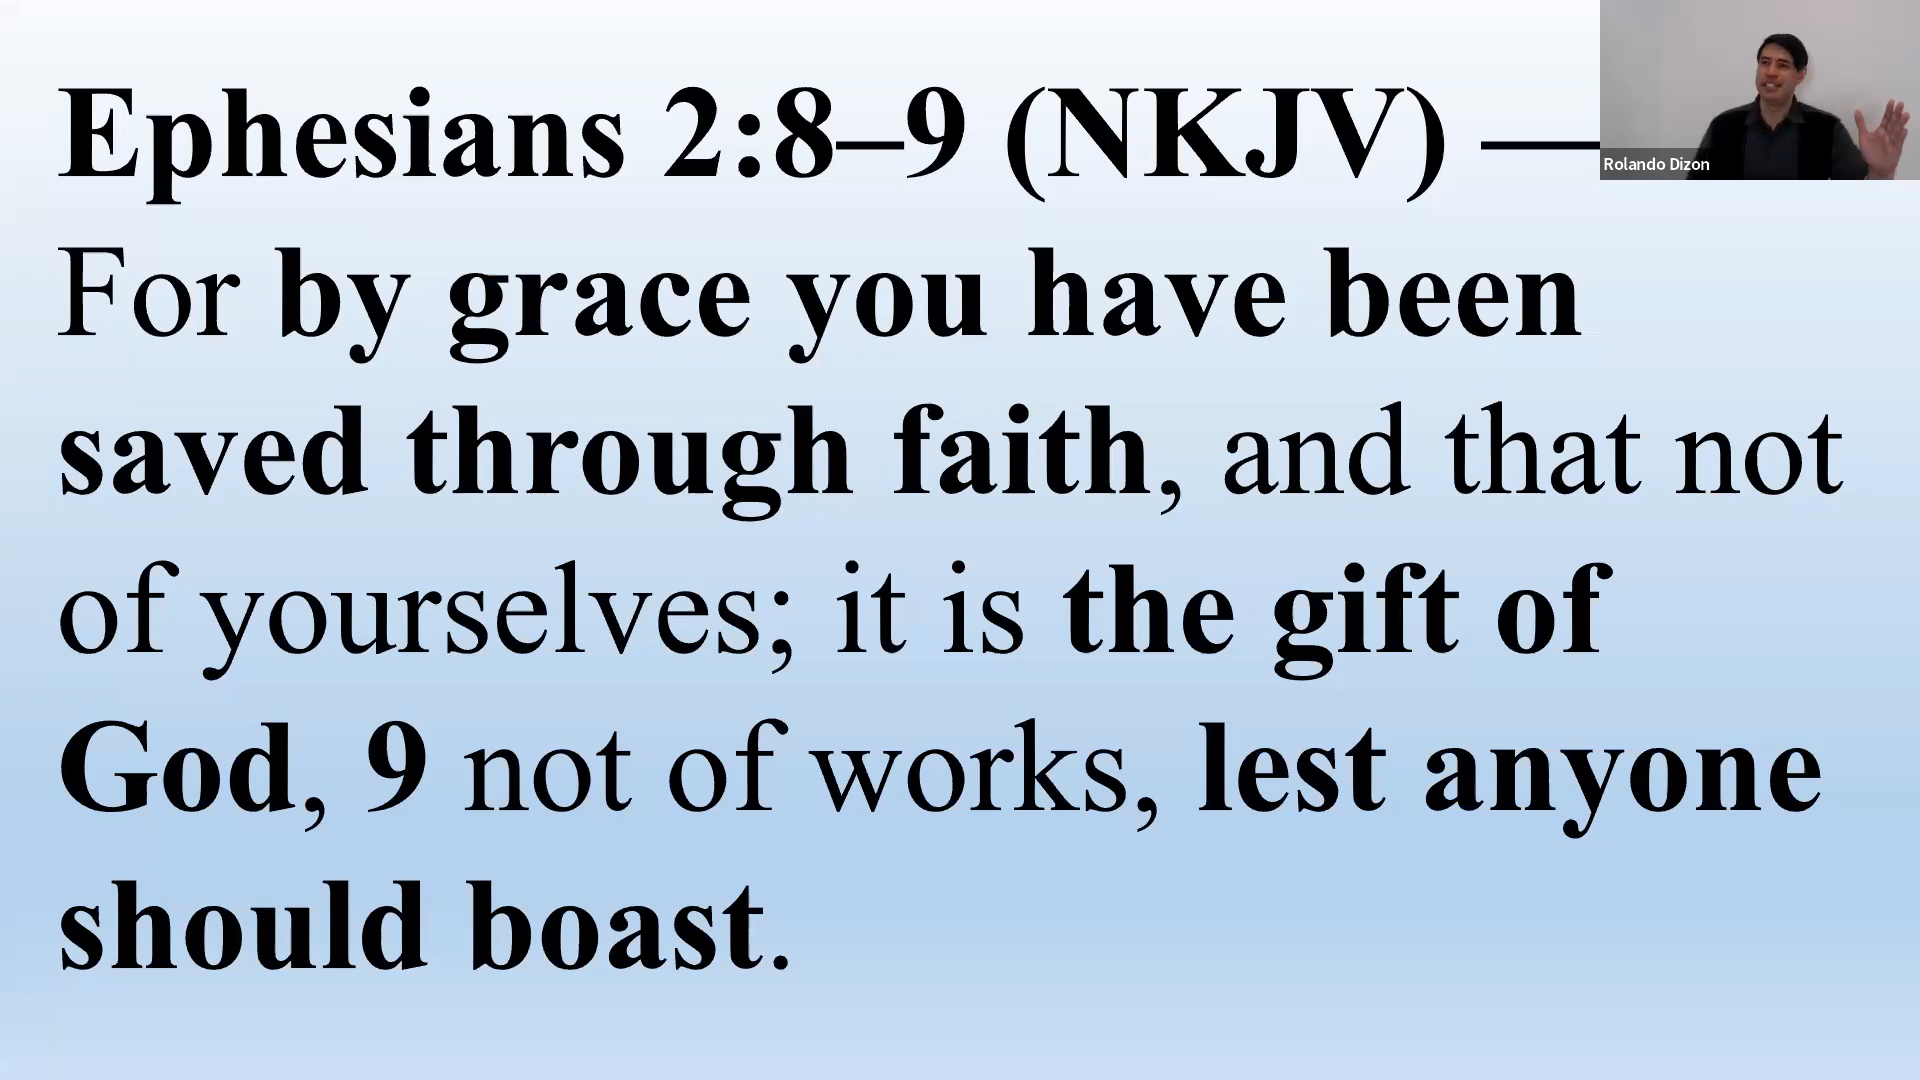 Ephesians 2:8–9 (NKJV) —
For by grace you have been
saved through faith, and that not
of yourselves; it is the gift of
God, 9 not of works, lest anyone
should boast.
Rolando Dizon